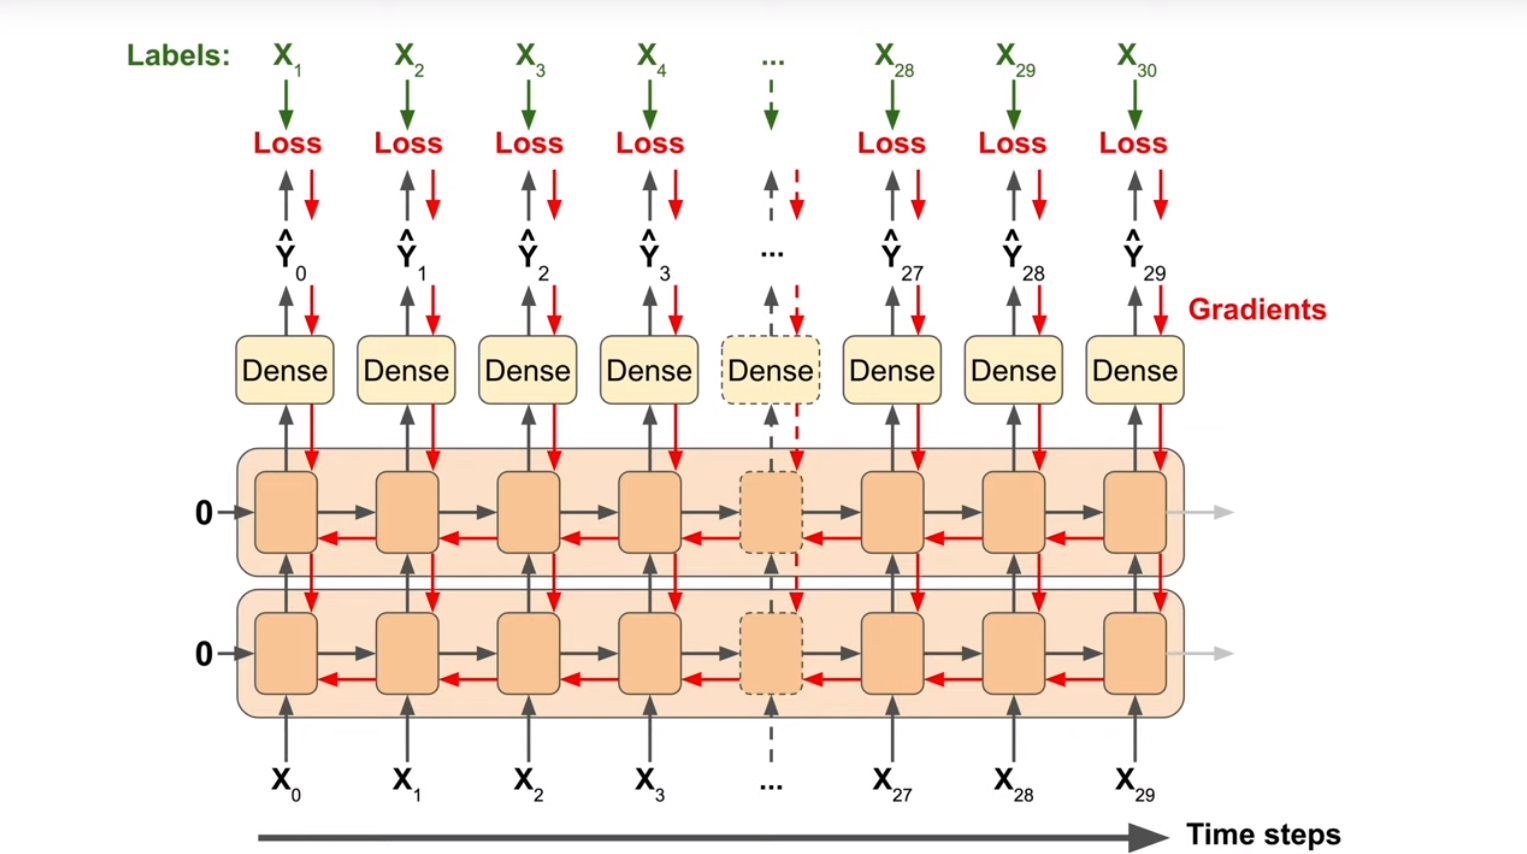 Labels: X1 X2 X3 X4 ... X28 X29 X30
Loss Loss Loss Loss Loss Loss Loss
Ŷ0 Ŷ1 Ŷ2 Ŷ3 ... Ŷ27 Ŷ28 Ŷ29
Gradients
Dense Dense Dense Dense Dense Dense Dense Dense
0
0
X0 X1 X2 X3 ... X27 X28 X29
Time steps